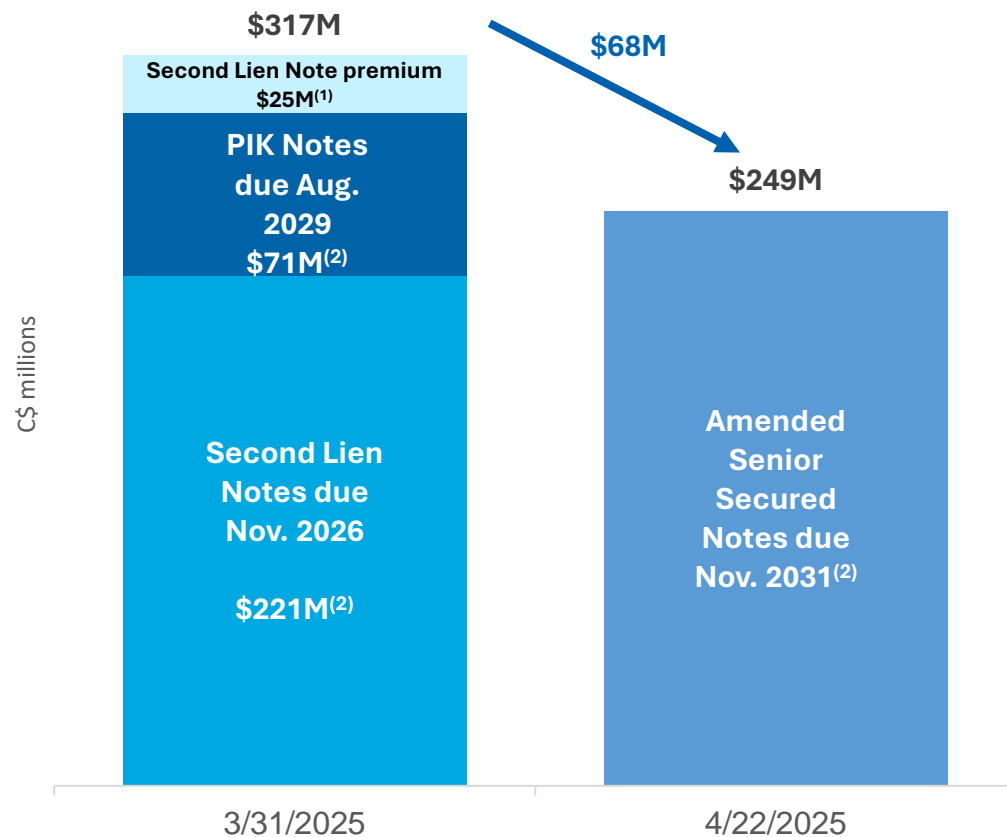 $317M
$68M
Second Lien Note premium
$25M(1)
PIK Notes
due Aug.
2029
$71M(2)
$249M
C$ millions
Second Lien
Notes due
Nov. 2026
$221M(2)
Amended
Senior
Secured
Notes due
Nov. 2031(2)
3/31/2025
4/22/2025